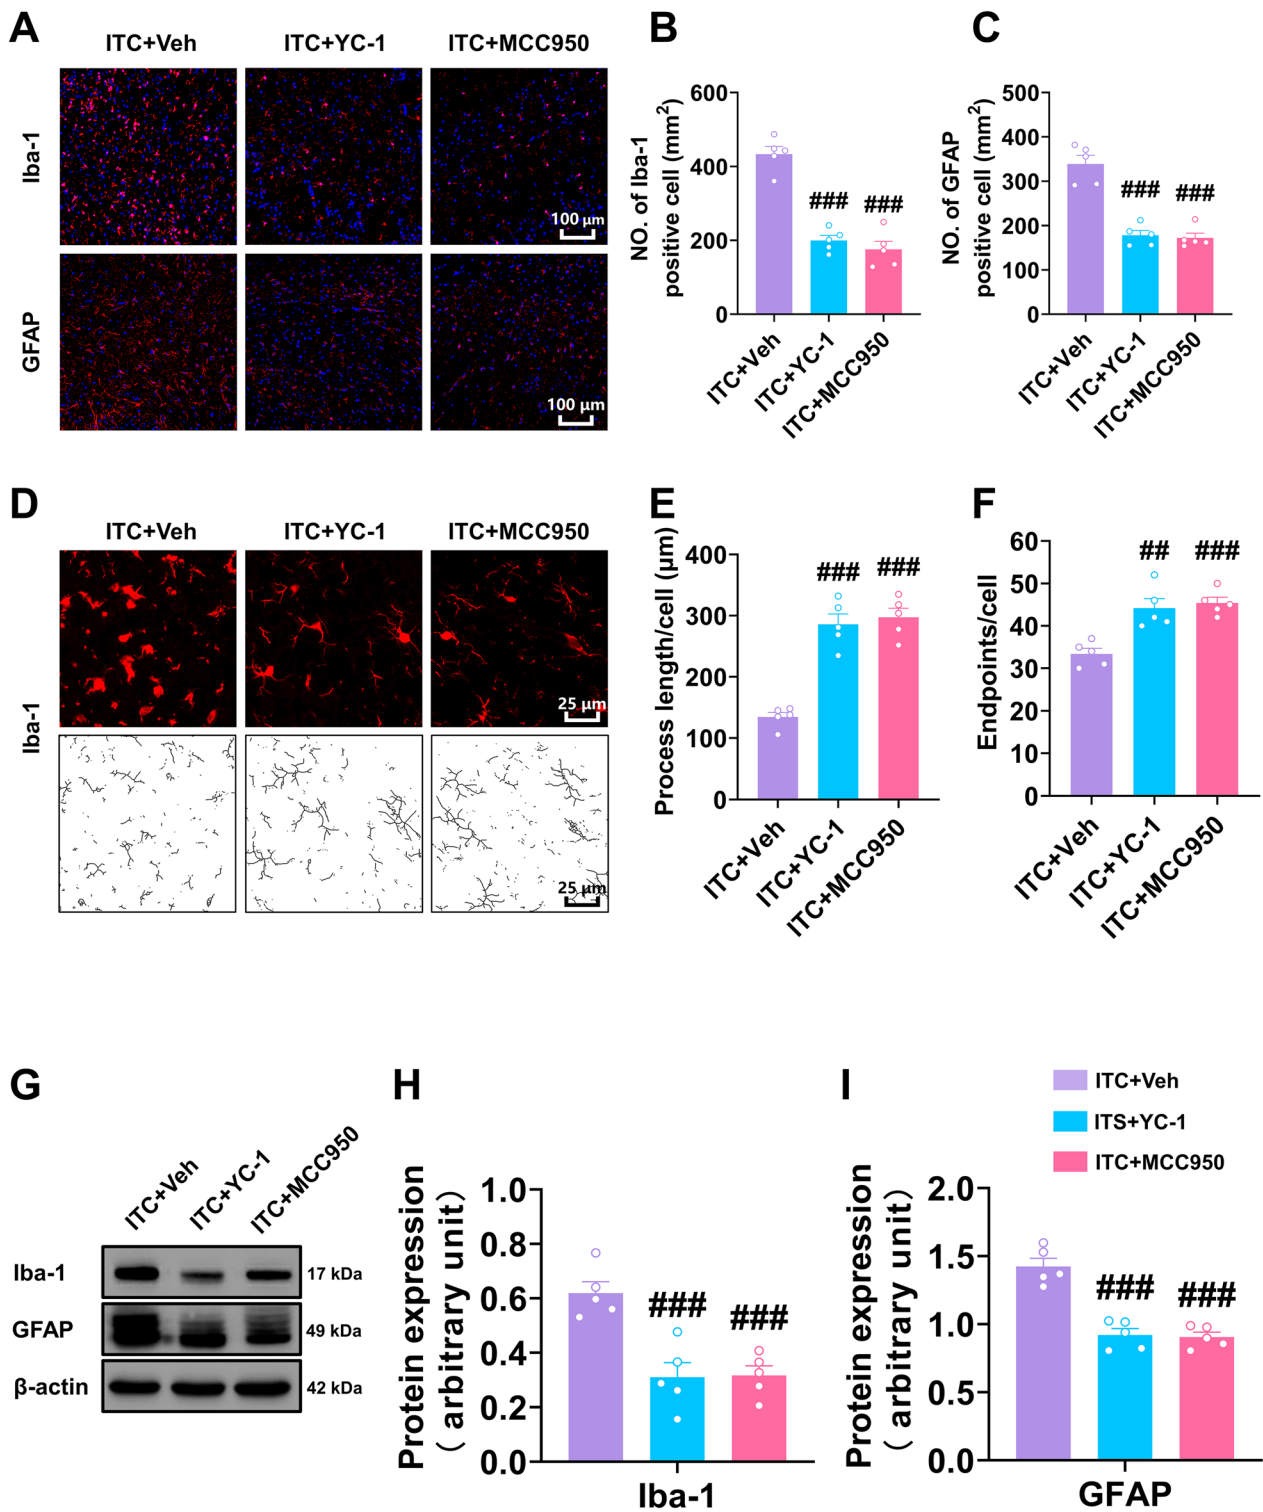 A
ITC+Veh
ITC+YC-1
ITC+MCC950
Iba-1
100 μm
GFAP
100 μm
B
NO. of Iba-1
positive cell (mm²)
600
400
200
0
###
###
ITC+Veh
ITC+YC-1
ITC+MCC950
C
NO. of GFAP
positive cell (mm²)
500
400
300
200
100
0
###
###
ITC+Veh
ITC+YC-1
ITC+MCC950
D
ITC+Veh
ITC+YC-1
ITC+MCC950
Iba-1
25 μm
25 μm
E
Process length/cell (μm)
400
300
200
100
0
###
###
ITC+Veh
ITC+YC-1
ITC+MCC950
F
Endpoints/cell
60
50
40
30
20
10
0
##
###
ITC+Veh
ITC+YC-1
ITC+MCC950
G
ITC+Veh
ITC+YC-1
ITC+MCC950
Iba-1
17 kDa
GFAP
49 kDa
β-actin
42 kDa
H
Protein expression
（arbitrary unit）
1.0
0.8
0.6
0.4
0.2
0.0
###
###
Iba-1
I
ITC+Veh
ITS+YC-1
ITC+MCC950
Protein expression
（arbitrary unit）
2.0
1.5
1.0
0.5
0.0
###
###
GFAP